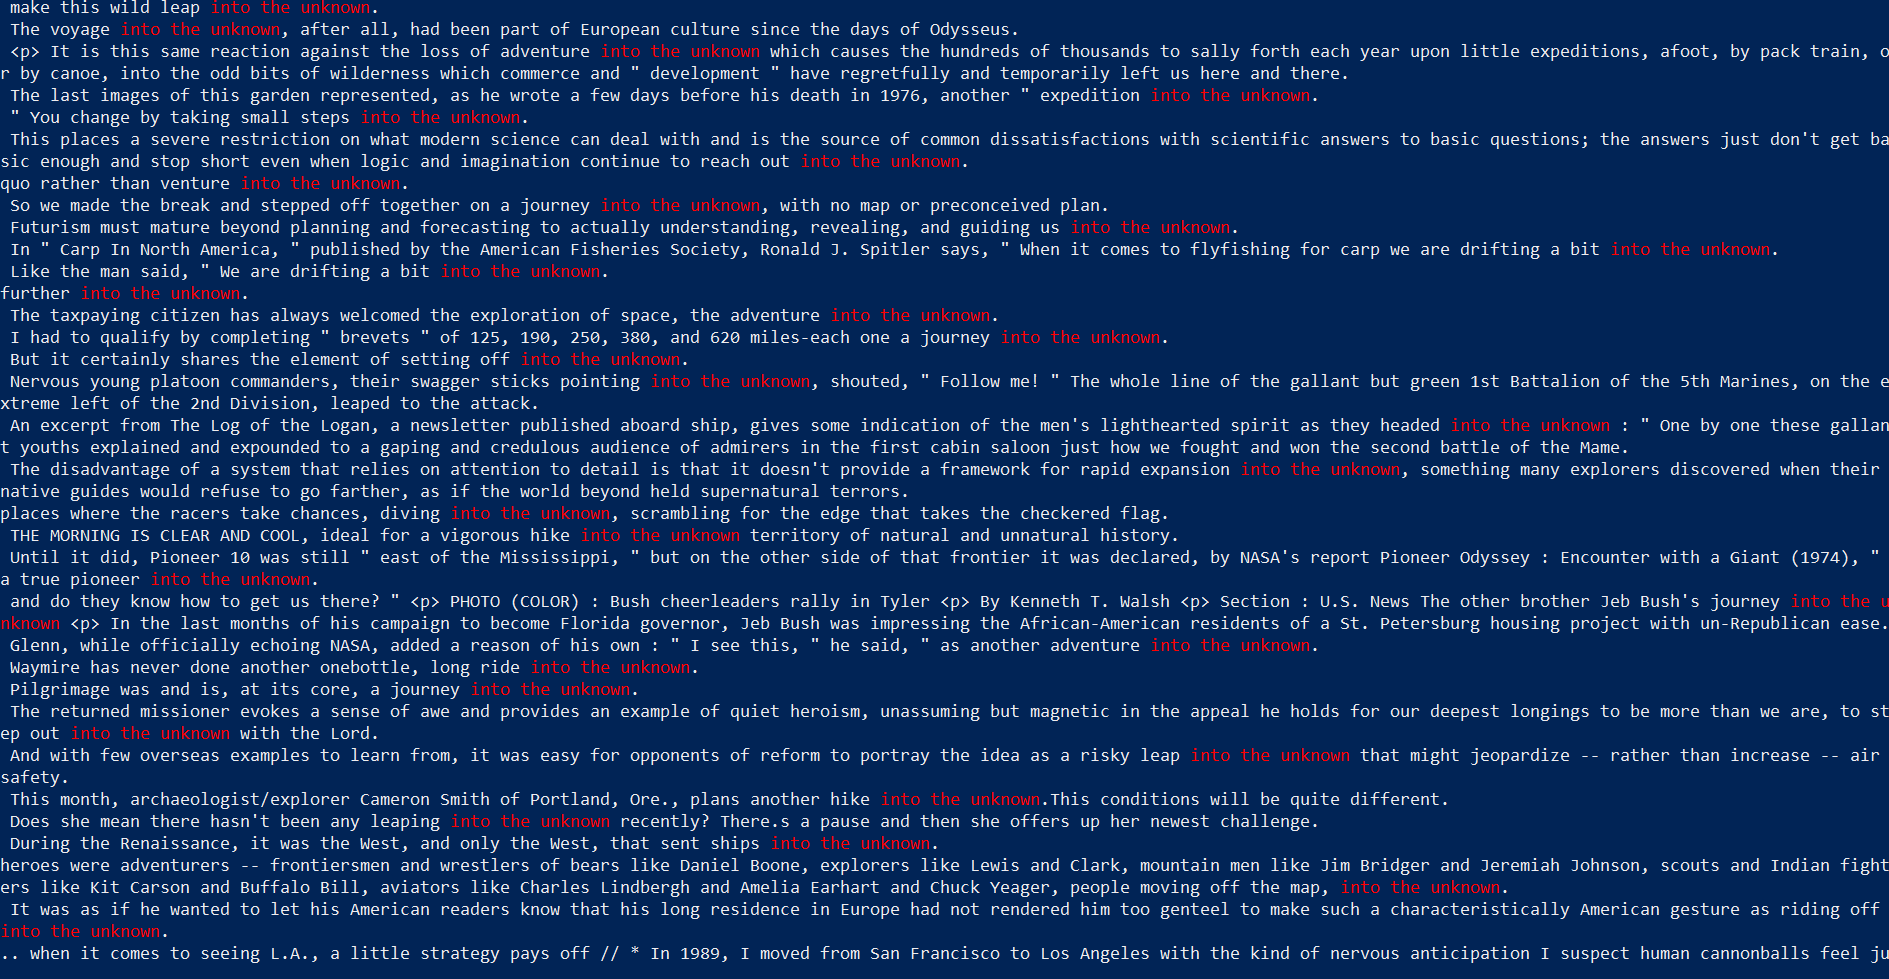 make this wild leap into the unknown.
The voyage into the unknown, after all, had been part of European culture since the days of Odysseus.
<p> It is this same reaction against the loss of adventure into the unknown which causes the hundreds of thousands to sally forth each year upon little expeditions, afoot, by pack train, o
r by canoe, into the odd bits of wilderness which commerce and " development " have regretfully and temporarily left us here and there.
The last images of this garden represented, as he wrote a few days before his death in 1976, another " expedition into the unknown.
" You change by taking small steps into the unknown.
This places a severe restriction on what modern science can deal with and is the source of common dissatisfactions with scientific answers to basic questions; the answers just don't get ba
sic enough and stop short even when logic and imagination continue to reach out into the unknown.
quo rather than venture into the unknown.
So we made the break and stepped off together on a journey into the unknown, with no map or preconceived plan.
Futurism must mature beyond planning and forecasting to actually understanding, revealing, and guiding us into the unknown.
In " Carp In North America, " published by the American Fisheries Society, Ronald J. Spitler says, " When it comes to flyfishing for carp we are drifting a bit into the unknown.
Like the man said, " We are drifting a bit into the unknown.
further into the unknown.
The taxpaying citizen has always welcomed the exploration of space, the adventure into the unknown.
I had to qualify by completing " brevets " of 125, 190, 250, 380, and 620 miles-each one a journey into the unknown.
But it certainly shares the element of setting off into the unknown.
Nervous young platoon commanders, their swagger sticks pointing into the unknown, shouted, " Follow me! " The whole line of the gallant but green 1st Battalion of the 5th Marines, on the e
xtreme left of the 2nd Division, leaped to the attack.
An excerpt from The Log of the Logan, a newsletter published aboard ship, gives some indication of the men's lighthearted spirit as they headed into the unknown : " One by one these gallan
t youths explained and expounded to a gaping and credulous audience of admirers in the first cabin saloon just how we fought and won the second battle of the Mame.
The disadvantage of a system that relies on attention to detail is that it doesn't provide a framework for rapid expansion into the unknown, something many explorers discovered when their
native guides would refuse to go farther, as if the world beyond held supernatural terrors.
places where the racers take chances, diving into the unknown, scrambling for the edge that takes the checkered flag.
THE MORNING IS CLEAR AND COOL, ideal for a vigorous hike into the unknown territory of natural and unnatural history.
Until it did, Pioneer 10 was still " east of the Mississippi, " but on the other side of that frontier it was declared, by NASA's report Pioneer Odyssey : Encounter with a Giant (1974), "
a true pioneer into the unknown.
and do they know how to get us there? " <p> PHOTO (COLOR) : Bush cheerleaders rally in Tyler <p> By Kenneth T. Walsh <p> Section : U.S. News The other brother Jeb Bush's journey into the u
nknown <p> In the last months of his campaign to become Florida governor, Jeb Bush was impressing the African-American residents of a St. Petersburg housing project with un-Republican ease.
Glenn, while officially echoing NASA, added a reason of his own : " I see this, " he said, " as another adventure into the unknown.
Waymire has never done another onebottle, long ride into the unknown.
Pilgrimage was and is, at its core, a journey into the unknown.
The returned missioner evokes a sense of awe and provides an example of quiet heroism, unassuming but magnetic in the appeal he holds for our deepest longings to be more than we are, to st
ep out into the unknown with the Lord.
And with few overseas examples to learn from, it was easy for opponents of reform to portray the idea as a risky leap into the unknown that might jeopardize -- rather than increase -- air
safety.
This month, archaeologist/explorer Cameron Smith of Portland, Ore., plans another hike into the unknown.This conditions will be quite different.
Does she mean there hasn't been any leaping into the unknown recently? There.s a pause and then she offers up her newest challenge.
During the Renaissance, it was the West, and only the West, that sent ships into the unknown.
heroes were adventurers -- frontiersmen and wrestlers of bears like Daniel Boone, explorers like Lewis and Clark, mountain men like Jim Bridger and Jeremiah Johnson, scouts and Indian fight
ers like Kit Carson and Buffalo Bill, aviators like Charles Lindbergh and Amelia Earhart and Chuck Yeager, people moving off the map, into the unknown.
It was as if he wanted to let his American readers know that his long residence in Europe had not rendered him too genteel to make such a characteristically American gesture as riding off
into the unknown.
.. when it comes to seeing L.A., a little strategy pays off // * In 1989, I moved from San Francisco to Los Angeles with the kind of nervous anticipation I suspect human cannonballs feel ju